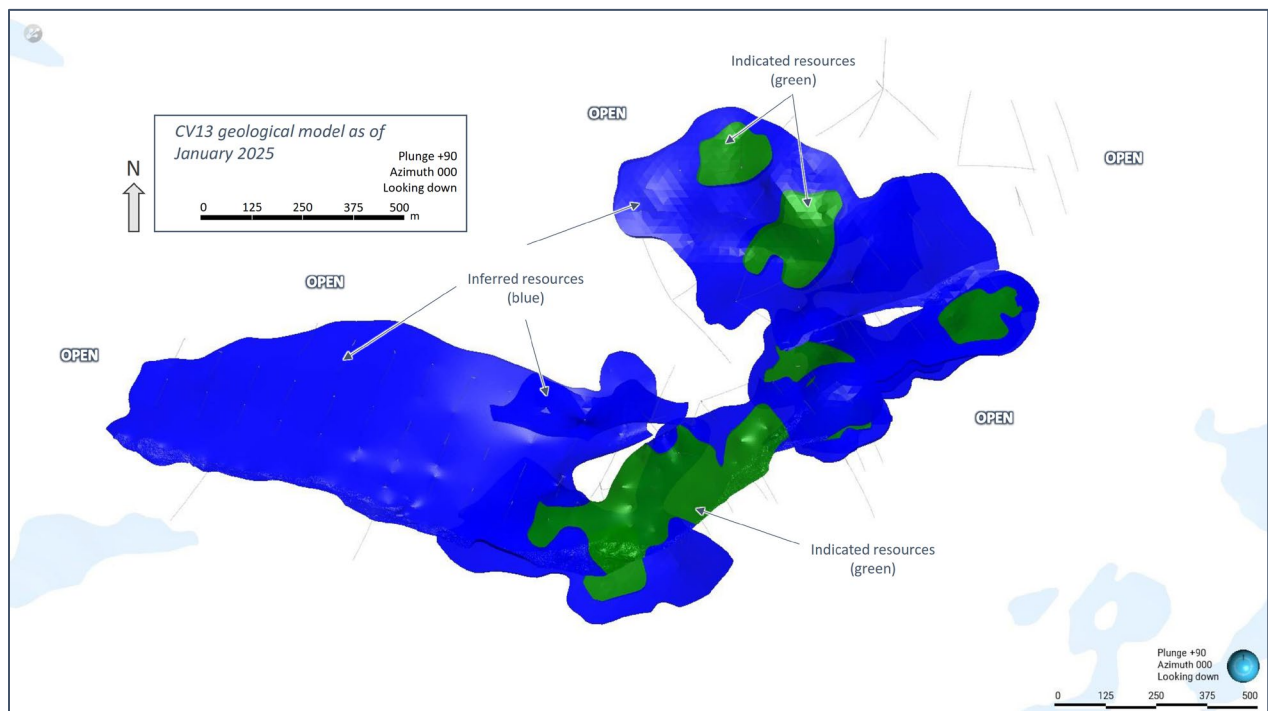 Indicated resources
(green)
OPEN
CV13 geological model as of
January 2025
Plunge +90
Azimuth 000
Looking down
N
0 125 250 375 500 m
OPEN
OPEN
Inferred resources
(blue)
OPEN
OPEN
Indicated resources
(green)
Plunge +90
Azimuth 000
Looking down
0 125 250 375 500